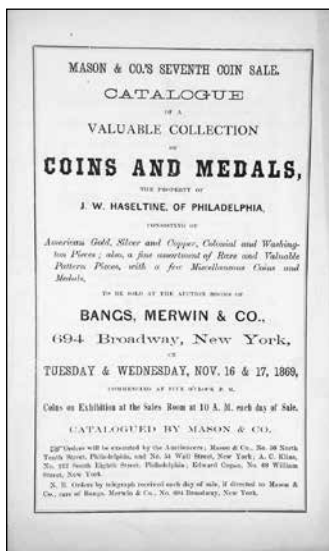 MASON & CO.'S SEVENTH COIN SALE.
CATALOGUE
OF A
VALUABLE COLLECTION
OF
COINS AND MEDALS,
THE PROPERTY OF
J. W. HASELTINE, OF PHILADELPHIA,
CONSISTING OF
American Gold, Silver and Copper, Colonial and Washing-
ton Pieces; also, a fine assortment of Rare and Valuable
Pattern Pieces, with a few Miscellaneous Coins and
Medals,
TO BE SOLD AT THE AUCTION ROOMS OF
BANGS, MERWIN & CO.,
694 Broadway, New York,
ON
TUESDAY & WEDNESDAY, NOV. 16 & 17, 1869,
COMMENCING AT FIVE O'CLOCK P. M.
Coins on Exhibition at the Sales Room at 10 A. M. each day of Sale.
CATALOGUED BY MASON & CO.
Orders will be executed by the Auctioneers; Mason & Co., No. North
Tenth Street, Philadelphia, and No. 51 Wall Street, New York; A. C. Kline,
No. 212 South Eighth Street, Philadelphia; Edward Cogan, No. William
Street, New York.
N. B. Orders by telegraph received each day of sale, if directed to Mason &
Co., care of Bangs, Merwin & Co., No. 694 Broadway, New York.